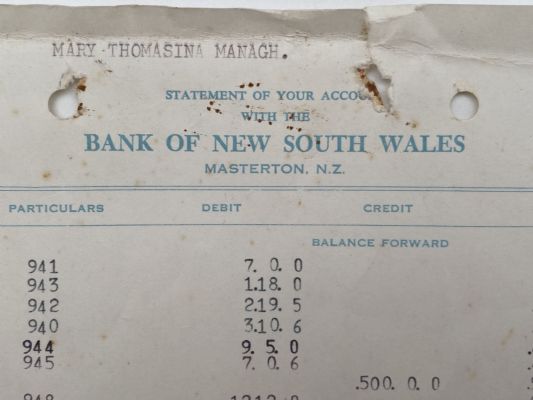 MARY THOMASINA MANAGH.
STATEMENT OF YOUR
WITH THE
BANK OF NEW SOUTH WALES
MASTERTON, N.Z.
PARTICULARS DEBIT CREDIT
BALANCE FORWARD
941 7. 0. 0
943 1.18. 0
942 2.19. 5
940 3.10. 6
944 9. 5. 0
945 7. 0. 6
.500. 0. 0